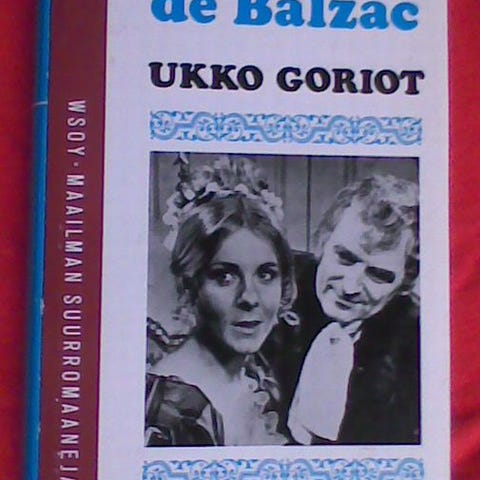 de Balzac
UKKO GORIOT
WSOY · MAAILMAN SUURROMAANEJA